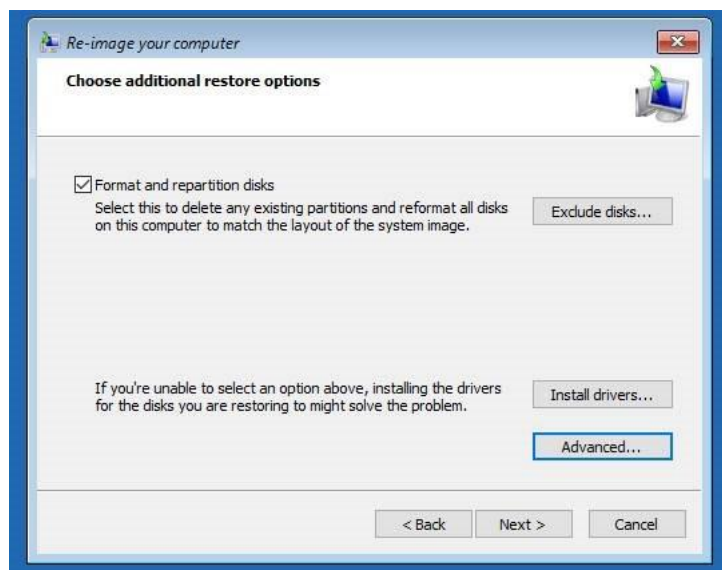 Re-image your computer
Choose additional restore options
Format and repartition disks
Select this to delete any existing partitions and reformat all disks
on this computer to match the layout of the system image.
Exclude disks...
If you're unable to select an option above, installing the drivers
for the disks you are restoring to might solve the problem.
Install drivers...
Advanced...
< Back
Next >
Cancel